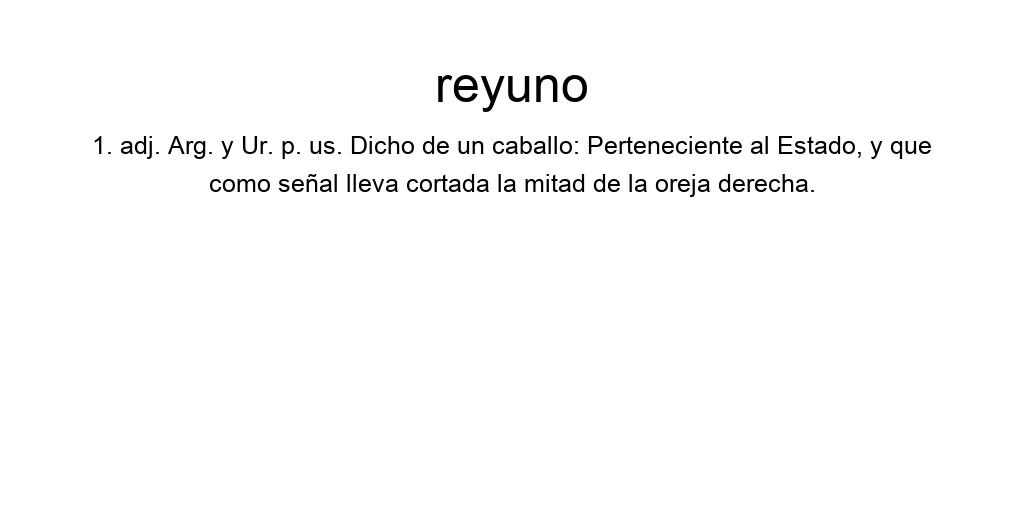 reyuno
1. adj. Arg. y Ur. p. us. Dicho de un caballo: Perteneciente al Estado, y que
como señal lleva cortada la mitad de la oreja derecha.